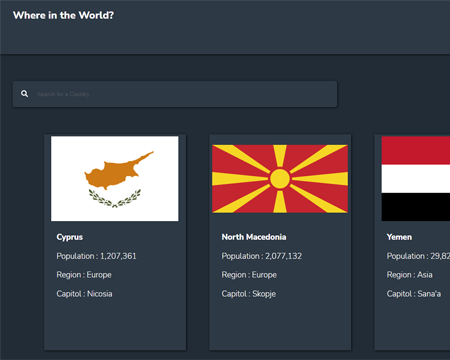 Where in the World?
Search for a Country...
Cyprus
Population : 1,207,361
Region : Europe
Capitol : Nicosia
North Macedonia
Population : 2,077,132
Region : Europe
Capitol : Skopje
Yemen
Population : 29,82
Region : Asia
Capitol : Sana'a